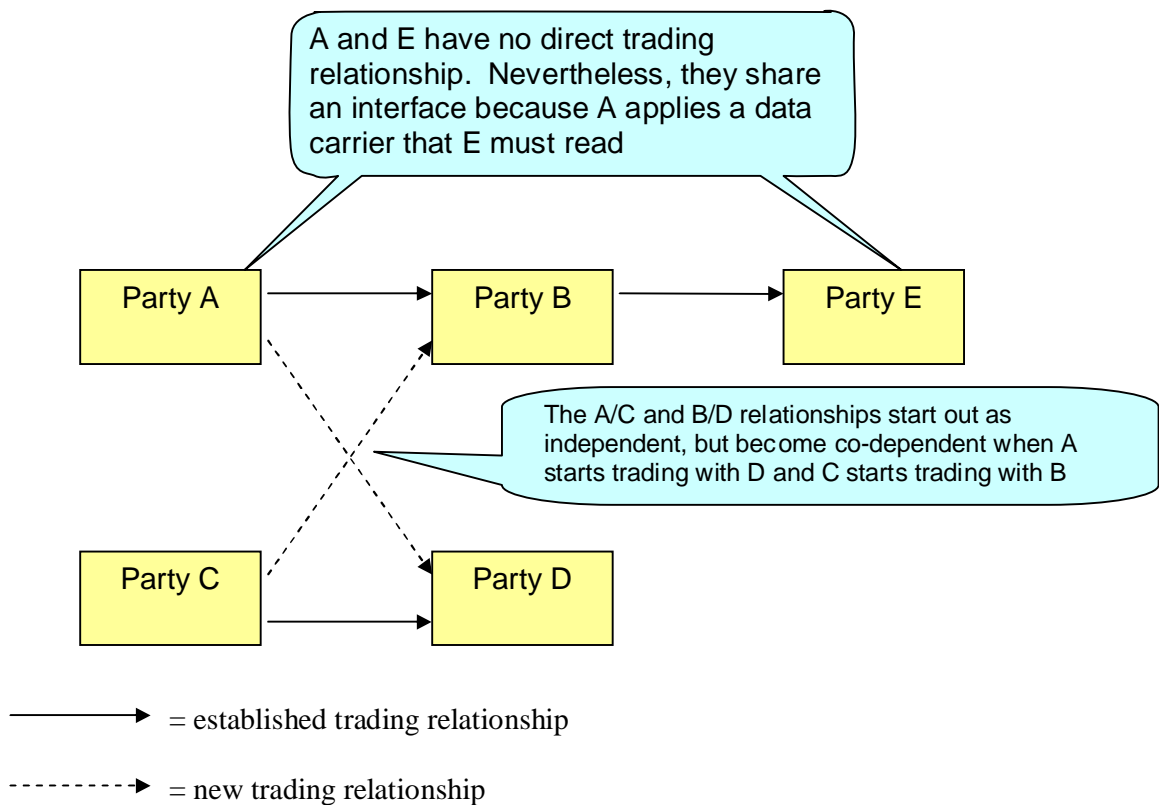 A and E have no direct trading
relationship. Nevertheless, they share
an interface because A applies a data
carrier that E must read
Party A
Party B
Party E
The A/C and B/D relationships start out as
independent, but become co-dependent when A
starts trading with D and C starts trading with B
Party C
Party D
= established trading relationship
= new trading relationship